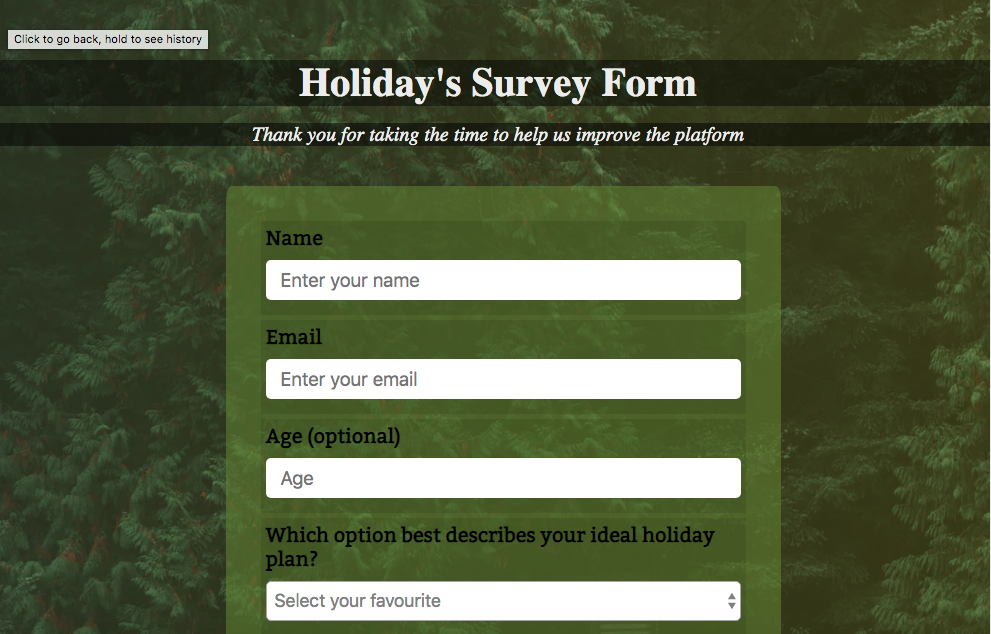 Click to go back, hold to see history
Holiday's Survey Form
Thank you for taking the time to help us improve the platform
Name
Enter your name
Email
Enter your email
Age (optional)
Age
Which option best describes your ideal holiday
plan?
Select your favourite